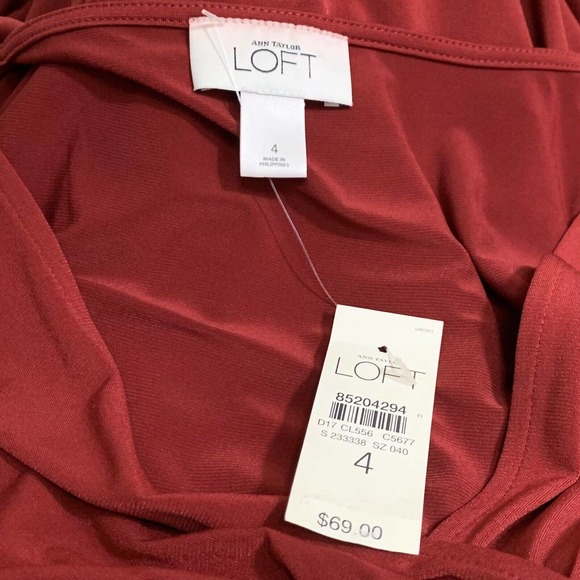 ANN TAYLOR
LOFT
4
MADE IN
PHILIPPINES
ANN TAYLOR
LOFT
85204294
D17 CL556 C5677
S 233338 SZ 040
4
$69.00